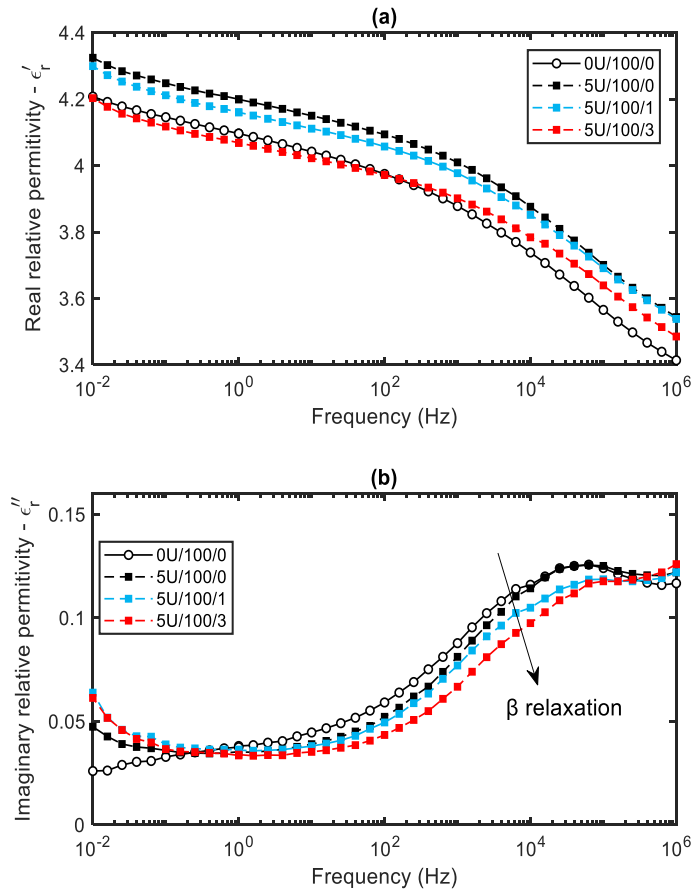 (a)
4.4
4.2
4
3.8
3.6
3.4
Real relative permitivity - ϵ′r
0U/100/0
5U/100/0
5U/100/1
5U/100/3
10-2
100
102
104
106
Frequency (Hz)
(b)
0.15
0.1
0.05
0
Imaginary relative permitivity - ϵ′′r
0U/100/0
5U/100/0
5U/100/1
5U/100/3
β relaxation
10-2
100
102
104
106
Frequency (Hz)